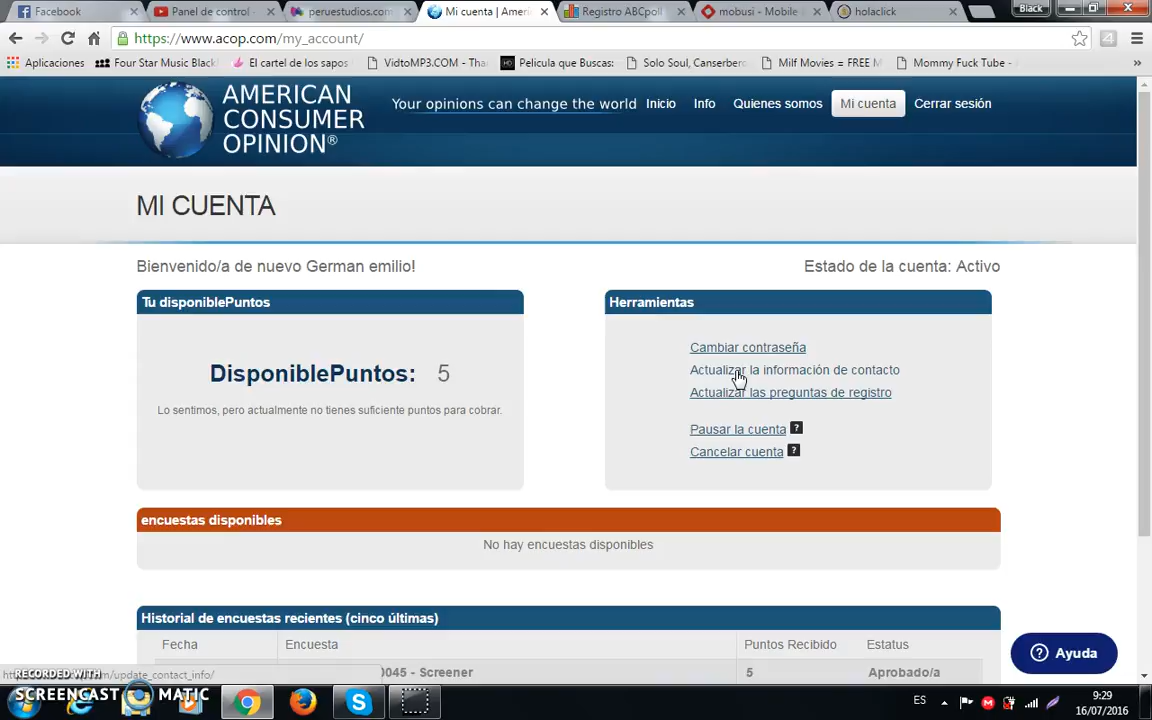 Facebook
Panel de control -
peruestudios.com
Mi cuenta | Ameri
Registro ABCpoll
mobusi - Mobile
holaclick
Black
https://www.acop.com/my_account/
Aplicaciones
Four Star Music Black
El cartel de los sapos
VidtoMP3.COM - Tha
Pelicula que Buscas:
Solo Soul, Canserbero
Milf Movies = FREE M
Mommy Fuck Tube -
»
AMERICAN
CONSUMER
OPINION®
Your opinions can change the world
Inicio
Info
Quienes somos
Mi cuenta
Cerrar sesión
MI CUENTA
Bienvenido/a de nuevo German emilio!
Estado de la cuenta: Activo
Tu disponiblePuntos
DisponiblePuntos: 5
Lo sentimos, pero actualmente no tienes suficiente puntos para cobrar.
Herramientas
Cambiar contraseña
Actualizar la información de contacto
Actualizar las preguntas de registro
Pausar la cuenta ?
Cancelar cuenta ?
encuestas disponibles
No hay encuestas disponibles
Historial de encuestas recientes (cinco últimas)
Fecha
Encuesta
Puntos Recibido
Estatus
0045 - Screener
5
Aprobado/a
? Ayuda
/update_contact_info/
RECORDED WITH
SCREENCAST MATIC
ES
9:29
16/07/2016